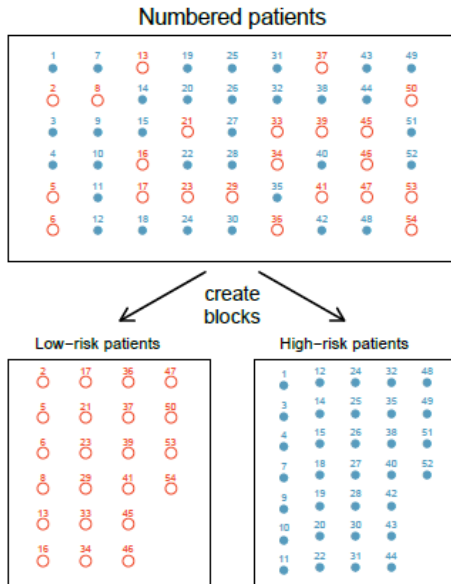 Numbered patients
1 7 13 19 25 31 37 43 49
2 8 14 20 26 32 38 44 50
3 9 15 21 27 33 39 45 51
4 10 16 22 28 34 40 46 52
5 11 17 23 29 35 41 47 53
6 12 18 24 30 36 42 48 54
create
blocks
Low-risk patients
2 17 36 47
5 21 37 50
6 23 39 53
8 29 41 54
13 33 45
16 34 46
High-risk patients
1 12 24 32 48
3 14 25 35 49
4 15 26 38 51
7 18 27 40 52
9 19 28 42
10 20 30 43
11 22 31 44